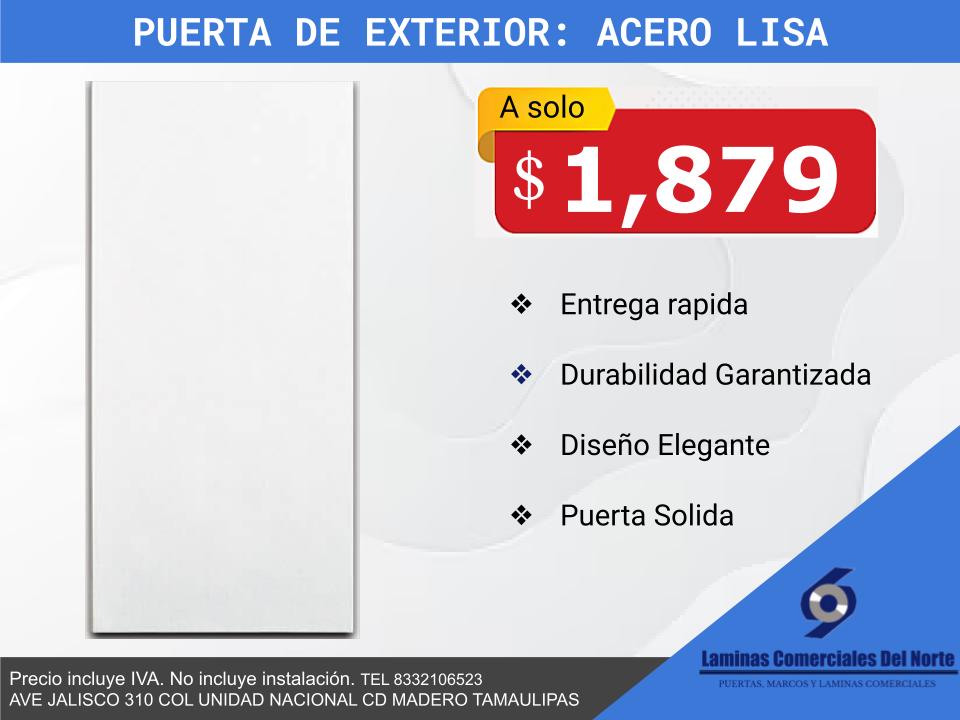 PUERTA DE EXTERIOR: ACERO LISA
A solo
$ 1,879
❖ Entrega rapida
❖ Durabilidad Garantizada
❖ Diseño Elegante
❖ Puerta Solida
Laminas Comerciales Del Norte
PUERTAS, MARCOS Y LAMINAS COMERCIALES
Precio incluye IVA. No incluye instalación. TEL 8332106523
AVE JALISCO 310 COL UNIDAD NACIONAL CD MADERO TAMAULIPAS